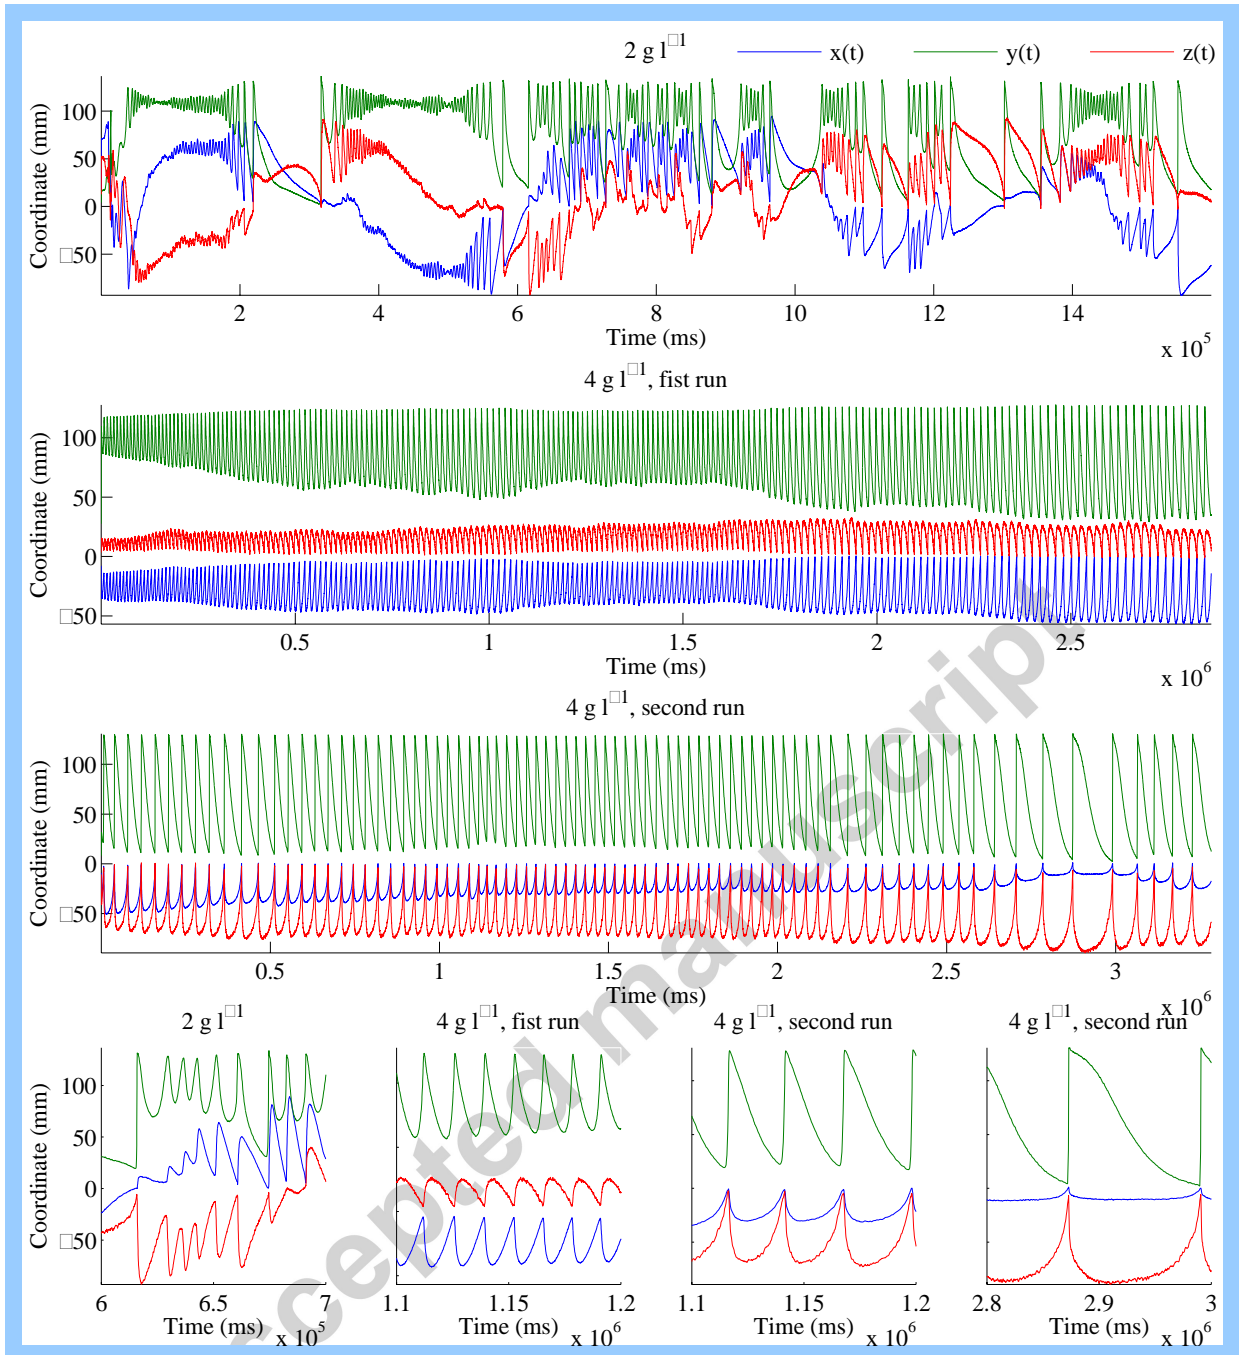 2 g l□1 x(t) y(t) z(t)
100
50
0
□50
Coordinate (mm)
2 4 6 8 10 12 14
Time (ms)
x 10^5
4 g l□1, fist run
100
50
0
□50
Coordinate (mm)
0.5 1 1.5 2 2.5
Time (ms)
x 10^6
4 g l□1, second run
100
50
0
□50
Coordinate (mm)
0.5 1 1.5 2 2.5 3
Time (ms)
x 10^6
2 g l□1
4 g l□1, fist run
4 g l□1, second run
4 g l□1, second run
100
50
0
□50
Coordinate (mm)
6 6.5 7
Time (ms)
x 10^5
1.1 1.15 1.2
Time (ms)
x 10^6
1.1 1.15 1.2
Time (ms)
x 10^6
2.8 2.9 3
Time (ms)
x 10^6
ccepted manuscript